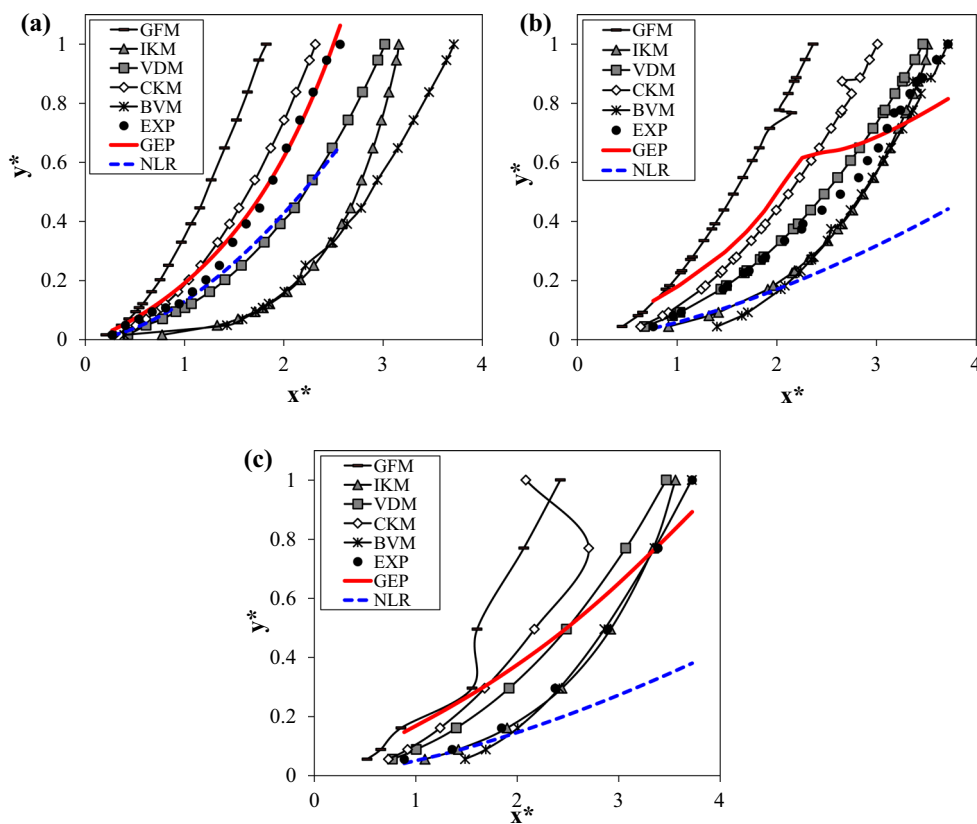 (a)
GFM
IKM
VDM
CKM
BVM
EXP
GEP
NLR
y*
1
0.8
0.6
0.4
0.2
0
0 1 2 3 4
x*
(b)
GFM
IKM
VDM
CKM
BVM
EXP
GEP
NLR
y*
1
0.8
0.6
0.4
0.2
0
0 1 2 3 4
x*
(c)
GFM
IKM
VDM
CKM
BVM
EXP
GEP
NLR
y*
1
0.8
0.6
0.4
0.2
0
0 1 2 3 4
x*